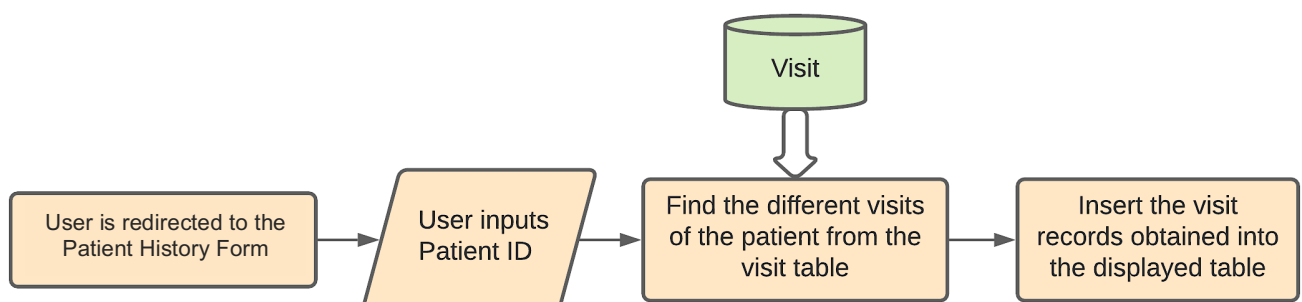 Visit
User is redirected to the
Patient History Form
User inputs
Patient ID
Find the different visits
of the patient from the
visit table
Insert the visit
records obtained into
the displayed table